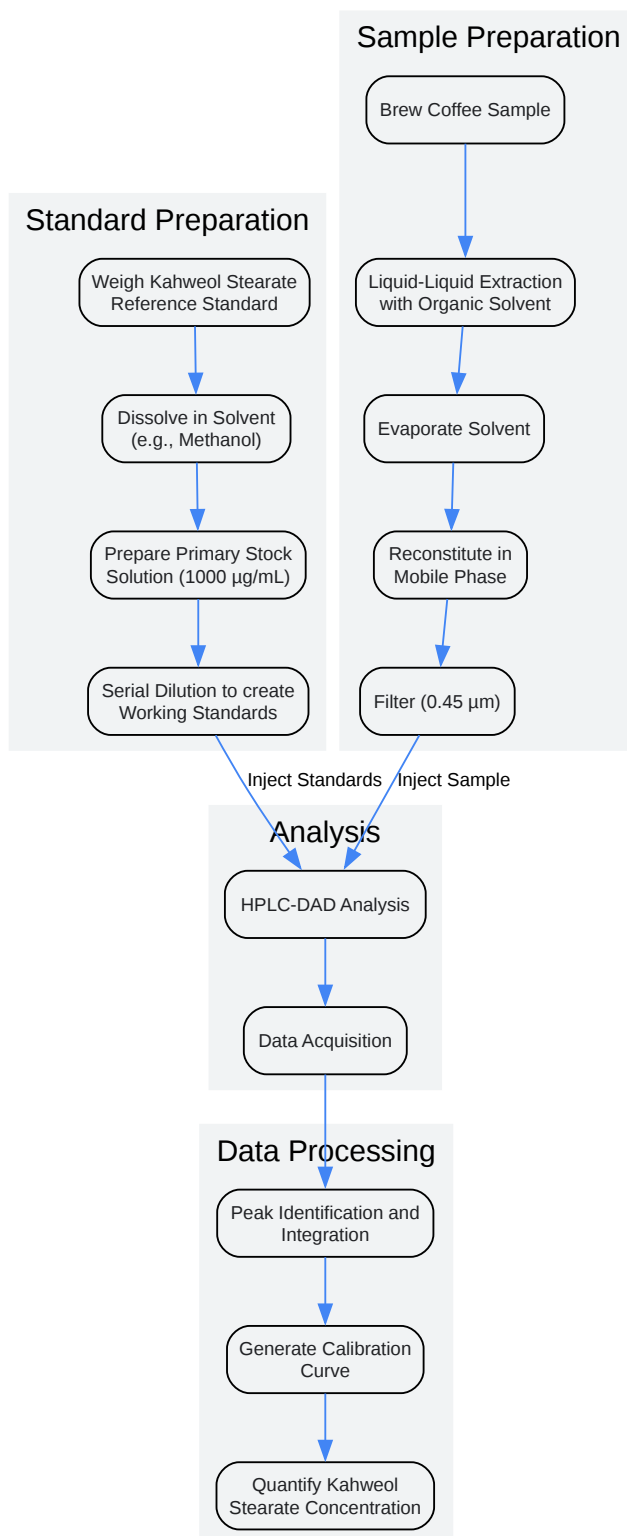 Sample Preparation
Brew Coffee Sample
Liquid-Liquid Extraction
with Organic Solvent
Evaporate Solvent
Reconstitute in
Mobile Phase
Filter (0.45 µm)
Standard Preparation
Weigh Kahweol Stearate
Reference Standard
Dissolve in Solvent
(e.g., Methanol)
Prepare Primary Stock
Solution (1000 µg/mL)
Serial Dilution to create
Working Standards
Inject Standards
Inject Sample
Analysis
HPLC-DAD Analysis
Data Acquisition
Data Processing
Peak Identification and
Integration
Generate Calibration
Curve
Quantify Kahweol
Stearate Concentration